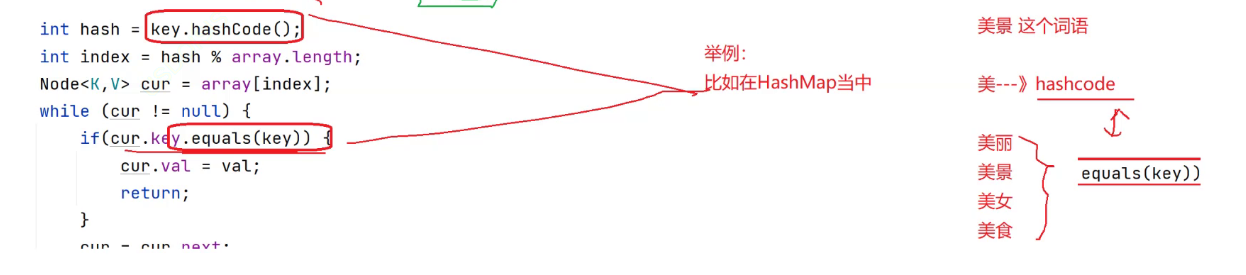 int hash = key.hashCode();
int index = hash % array.length;
Node<K,V> cur = array[index];
while (cur != null) {
if(cur.key.equals(key)) {
cur.val = val;
return;
}
cur = cur.next;
举例：
比如在HashMap当中
美景 这个词语
美---》hashcode
美丽
美景
美女
美食
equals(key))